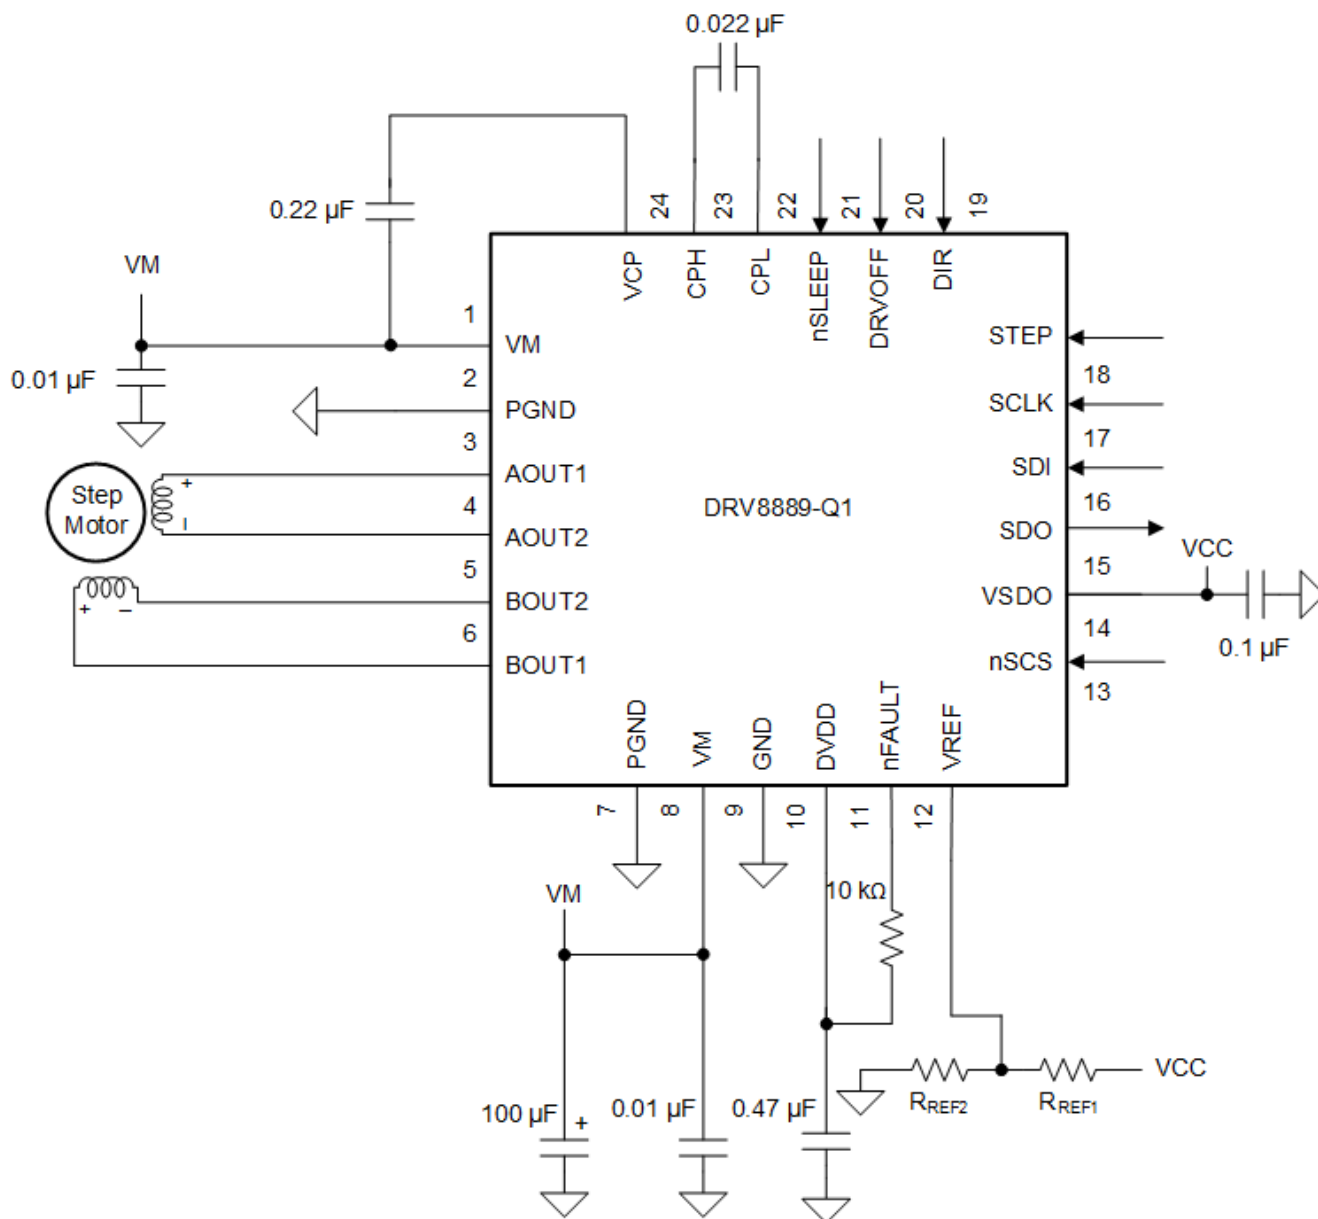 0.022 µF
0.22 µF
24
23
22
21
20
19
VM
VCP
CPH
CPL
nSLEEP
DRVOFF
DIR
1
VM
STEP
0.01 µF
2
18
PGND
SCLK
3
17
AOUT1
SDI
Step
Motor
+
–
4
DRV8889-Q1
16
AOUT2
SDO
5
15
VCC
+
–
BOUT2
VSDO
6
14
0.1 µF
BOUT1
nSCS
13
PGND
VM
GND
DVDD
nFAULT
VREF
7
8
9
10
11
12
VM
10 kΩ
VCC
RREF2
RREF1
100 µF
+
0.01 µF
0.47 µF